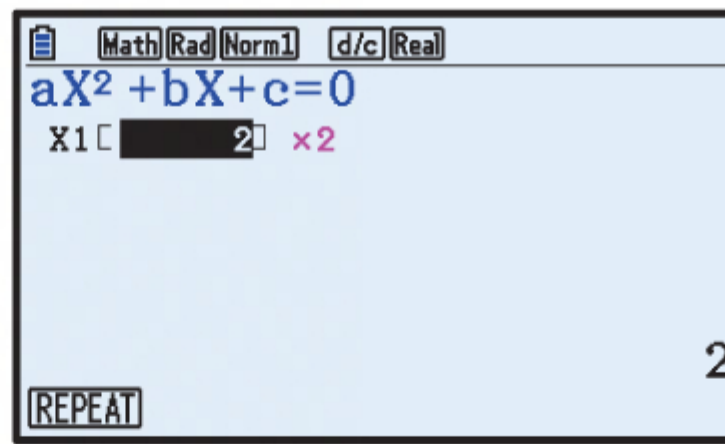 Math Rad Norm1 d/c Real
aX² +bX+c=0
X1[ 2] ×2
2
REPEAT